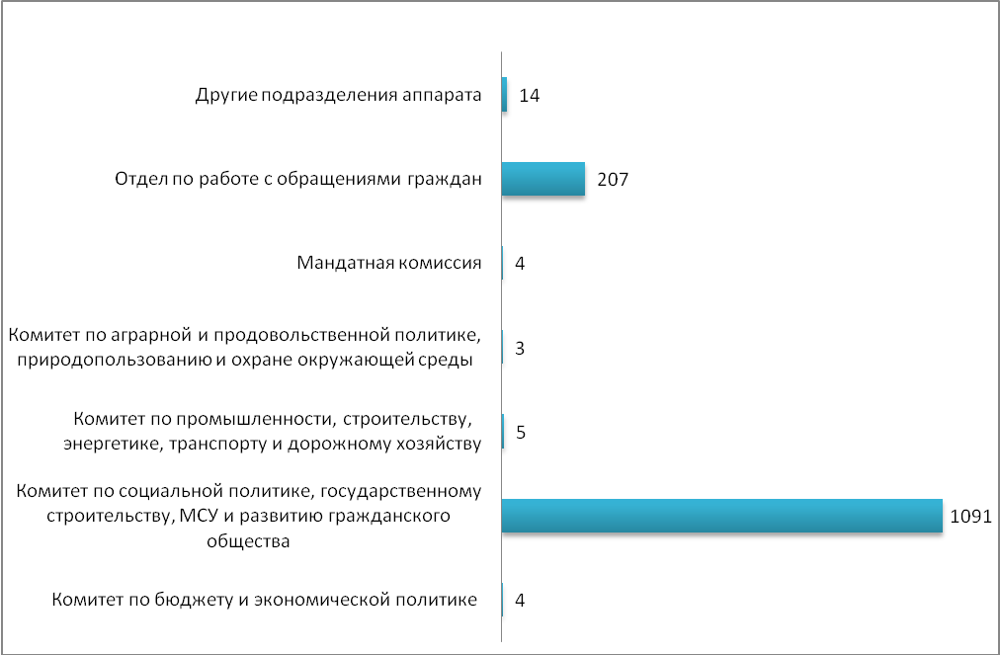 Другие подразделения аппарата 14
Отдел по работе с обращениями граждан 207
Мандатная комиссия 4
Комитет по аграрной и продовольственной политике,
природопользованию и охране окружающей среды 3
Комитет по промышленности, строительству,
энергетике, транспорту и дорожному хозяйству 5
Комитет по социальной политике, государственному
строительству, МСУ и развитию гражданского
общества 1091
Комитет по бюджету и экономической политике 4